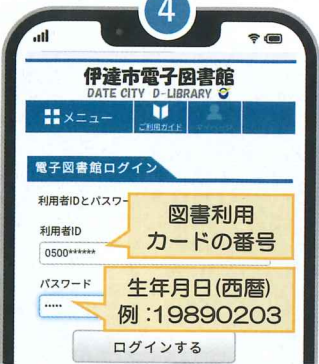 4
伊達市電子図書館
DATE CITY D-LIBRARY
メニュー
ご利用ガイド
電子図書館ログイン
利用者IDとパスワー
図書利用
カードの番号
利用者ID
0500******
パスワード
生年月日(西暦)
例:19890203
•••••
ログインする